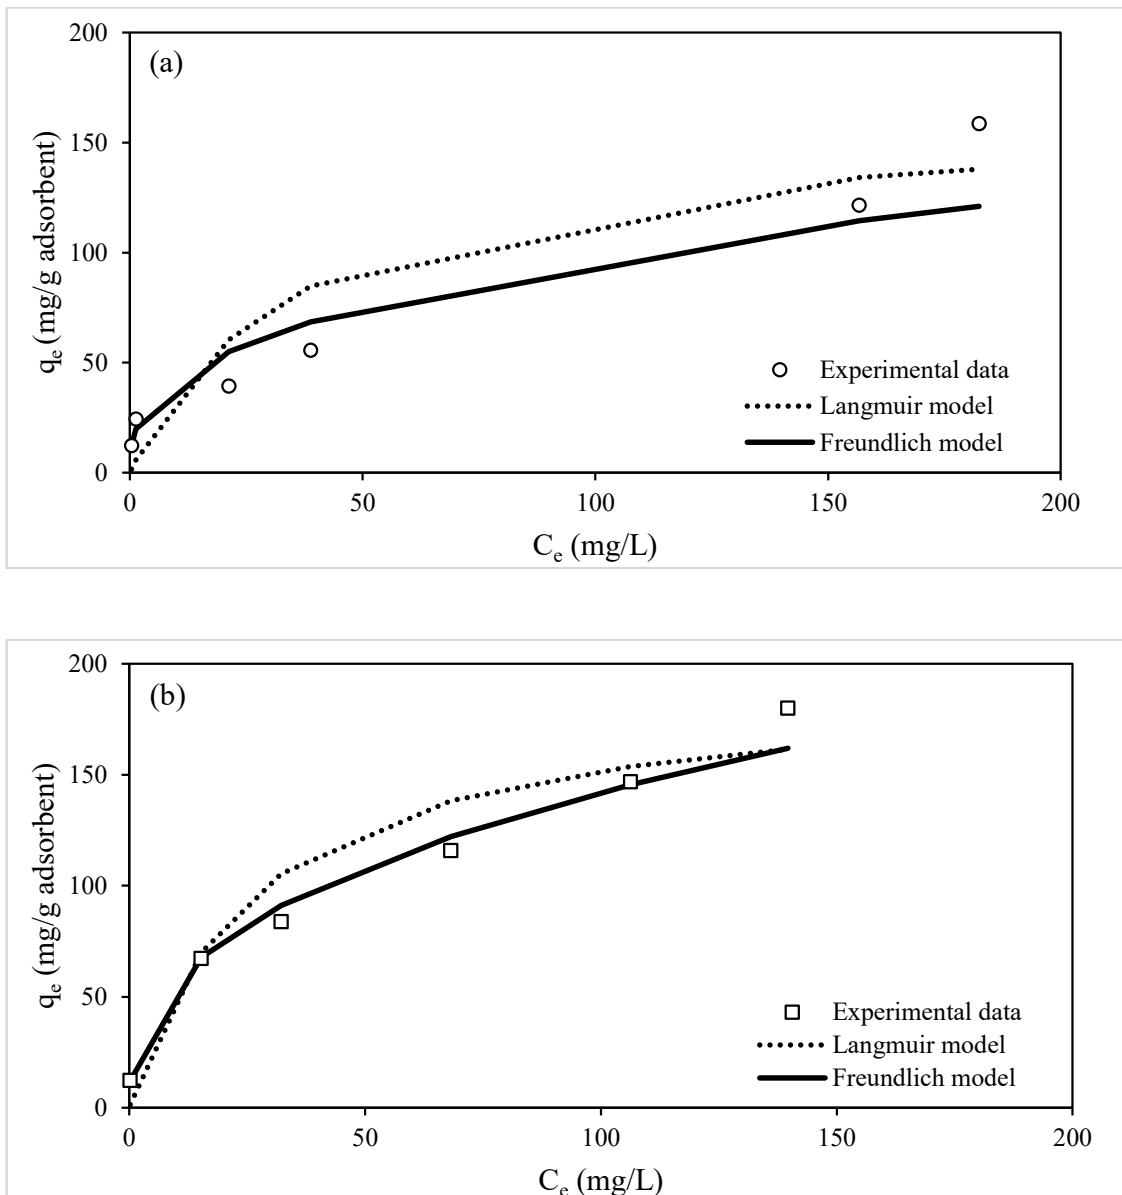 (a)
200
150
100
50
0
qₑ (mg/g adsorbent)
Experimental data
Langmuir model
Freundlich model
0 50 100 150 200
Cₑ (mg/L)
(b)
200
150
100
50
0
qₑ (mg/g adsorbent)
Experimental data
Langmuir model
Freundlich model
0 50 100 150 200
Cₑ (mg/L)